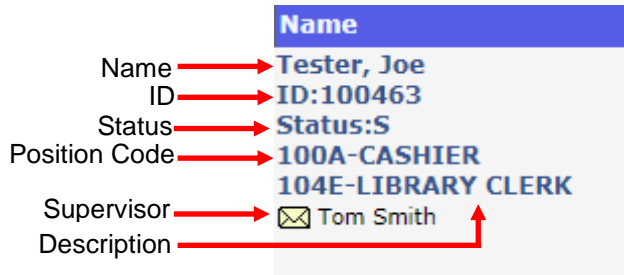 Name
Name Tester, Joe
ID ID:100463
Status Status:S
Position Code 100A-CASHIER
104E-LIBRARY CLERK
Supervisor Tom Smith
Description